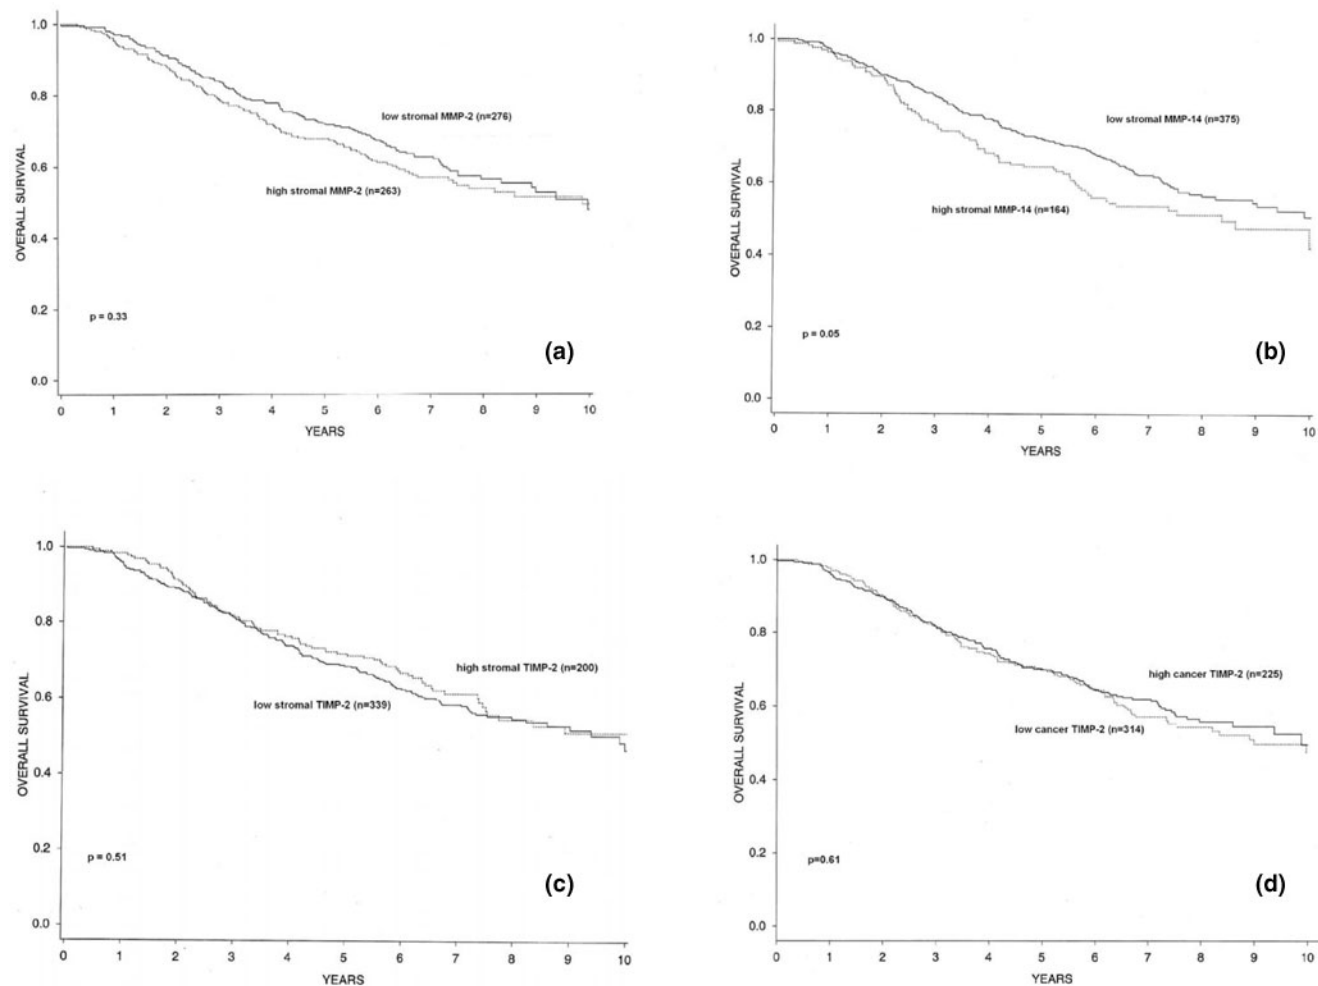 1.0
0.8
0.6
0.4
0.2
0.0
OVERALL SURVIVAL
low stromal MMP-2 (n=276)
high stromal MMP-2 (n=263)
p = 0.33
(a)
0 1 2 3 4 5 6 7 8 9 10
YEARS
1.0
0.8
0.6
0.4
0.2
0.0
OVERALL SURVIVAL
low stromal MMP-14 (n=375)
high stromal MMP-14 (n=164)
p = 0.05
(b)
0 1 2 3 4 5 6 7 8 9 10
YEARS
1.0
0.8
0.6
0.4
0.2
0.0
OVERALL SURVIVAL
high stromal TIMP-2 (n=200)
low stromal TIMP-2 (n=339)
p = 0.51
(c)
0 1 2 3 4 5 6 7 8 9 10
YEARS
1.0
0.8
0.6
0.4
0.2
0.0
OVERALL SURVIVAL
high cancer TIMP-2 (n=225)
low cancer TIMP-2 (n=314)
p=0.61
(d)
0 1 2 3 4 5 6 7 8 9 10
YEARS